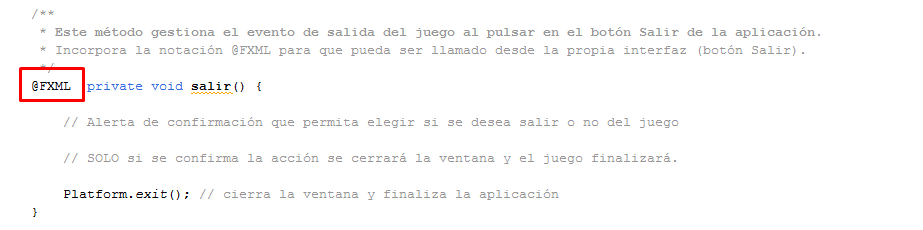 /**
* Este método gestiona el evento de salida del juego al pulsar en el botón Salir de la aplicación.
* Incorpora la notación @FXML para que pueda ser llamado desde la propia interfaz (botón Salir).
*/
@FXML private void salir() {
// Alerta de confirmación que permita elegir si se desea salir o no del juego
// SOLO si se confirma la acción se cerrará la ventana y el juego finalizará.
Platform.exit(); // cierra la ventana y finaliza la aplicación
}